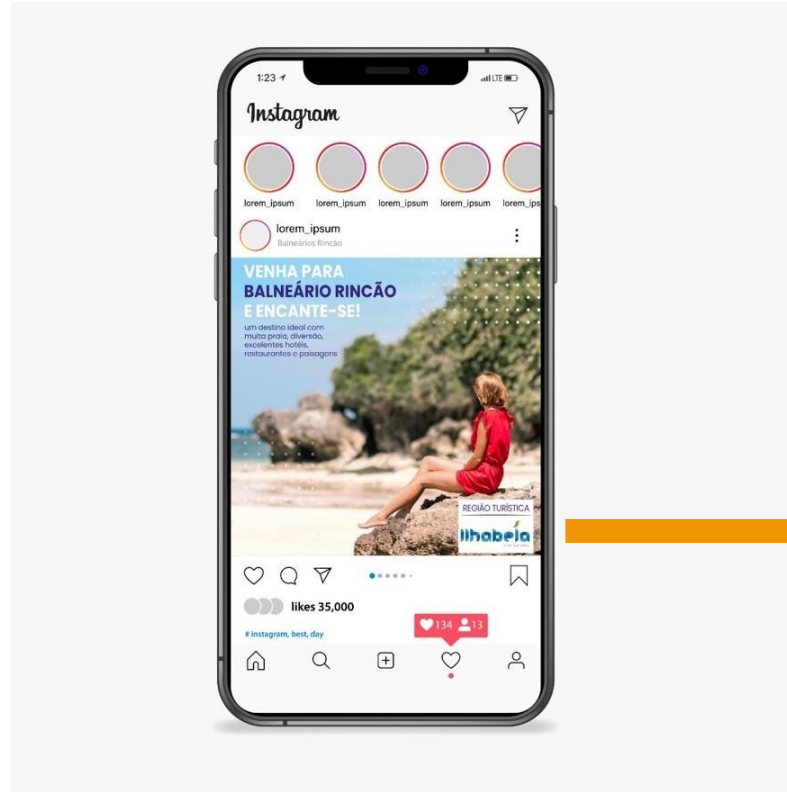 1:23
LTE
Instagram
lorem_ipsum lorem_ipsum lorem_ipsum lorem_ipsum lorem_ips
lorem_ipsum
Balneários Rincão
VENHA PARA
BALNEÁRIO RINCÃO
E ENCANTE-SE!
um destino ideal com
muita praia, diversão,
excelentes hotéis,
restaurantes e paisagens
REGIÃO TURÍSTICA
Ilhabela
likes 35,000
134 13
# instagram, best, day